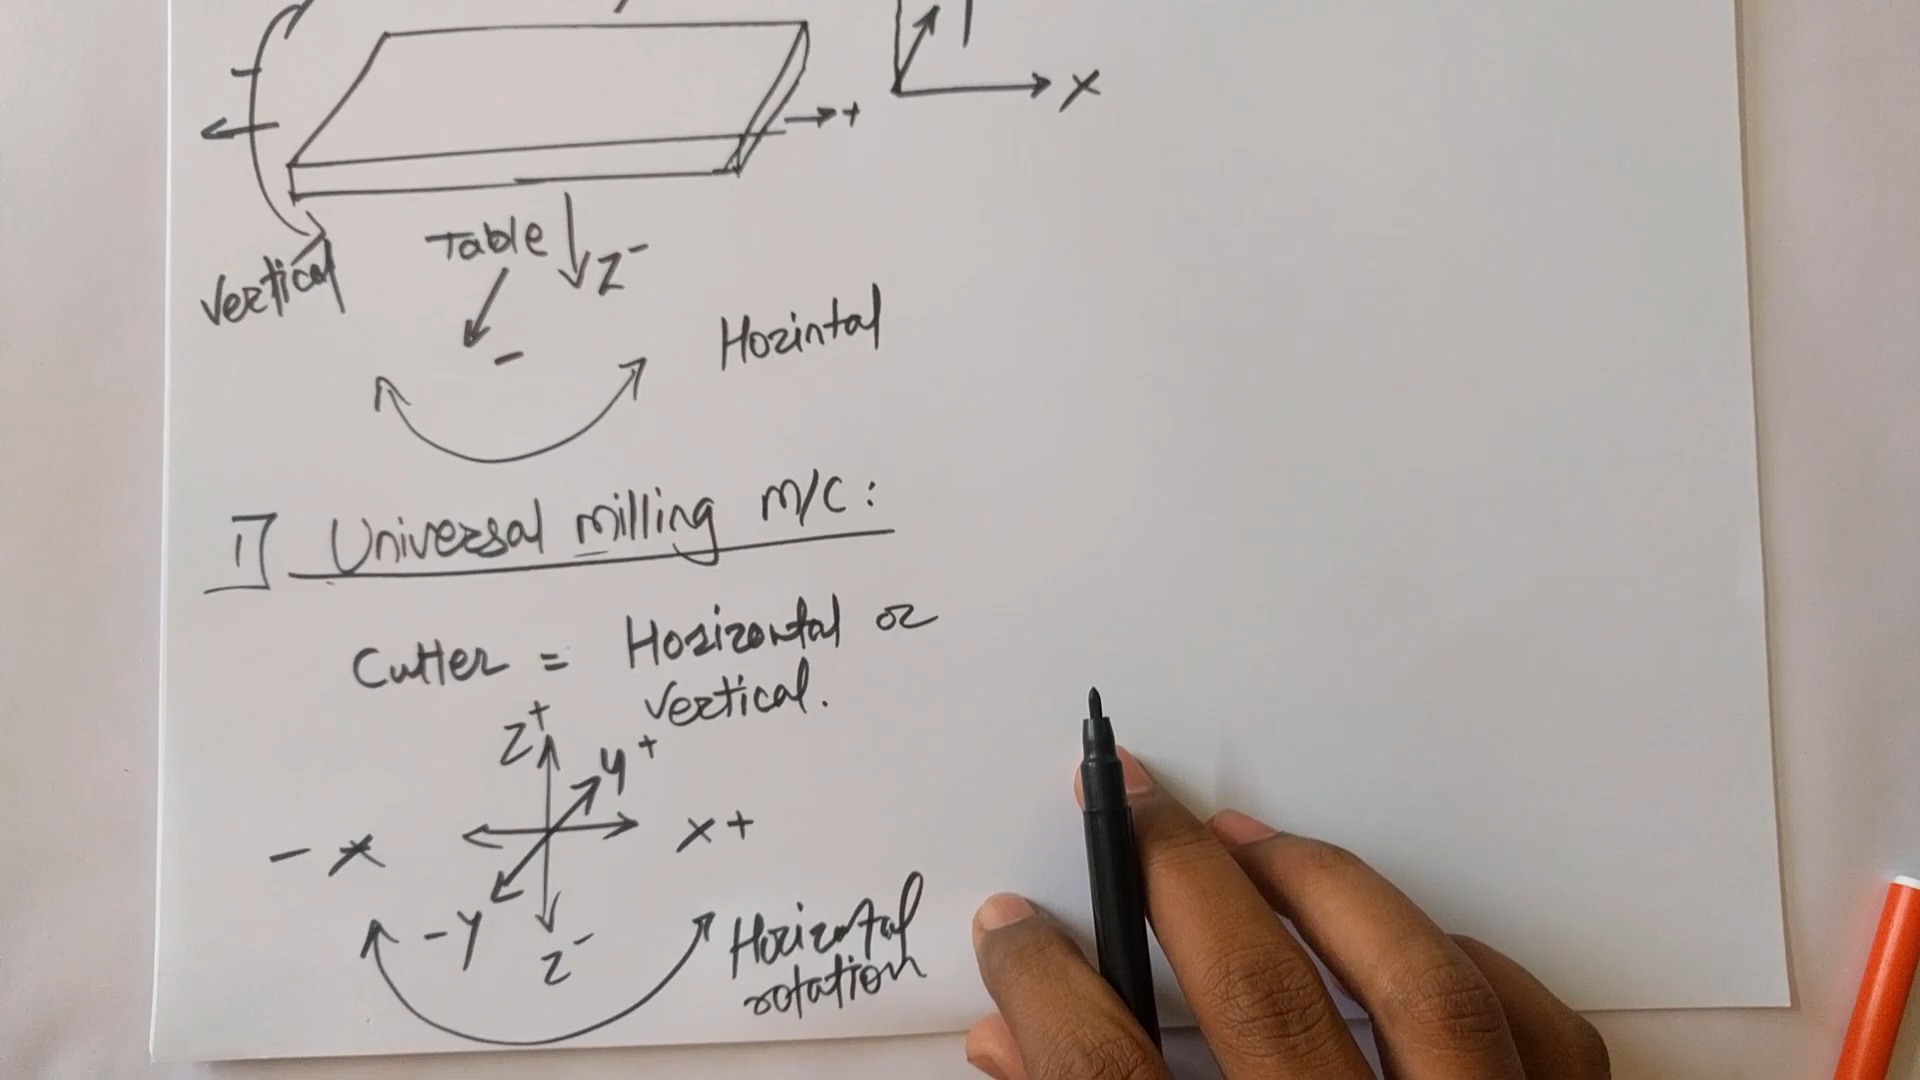 X
+
-
Table
Z-
Vertical
-
Hozintal
I] Universal milling M/C:
Cutter = Horizontal or
Vertical.
Z+
y+
- x
x +
-y
Z-
Horizontal
rotation